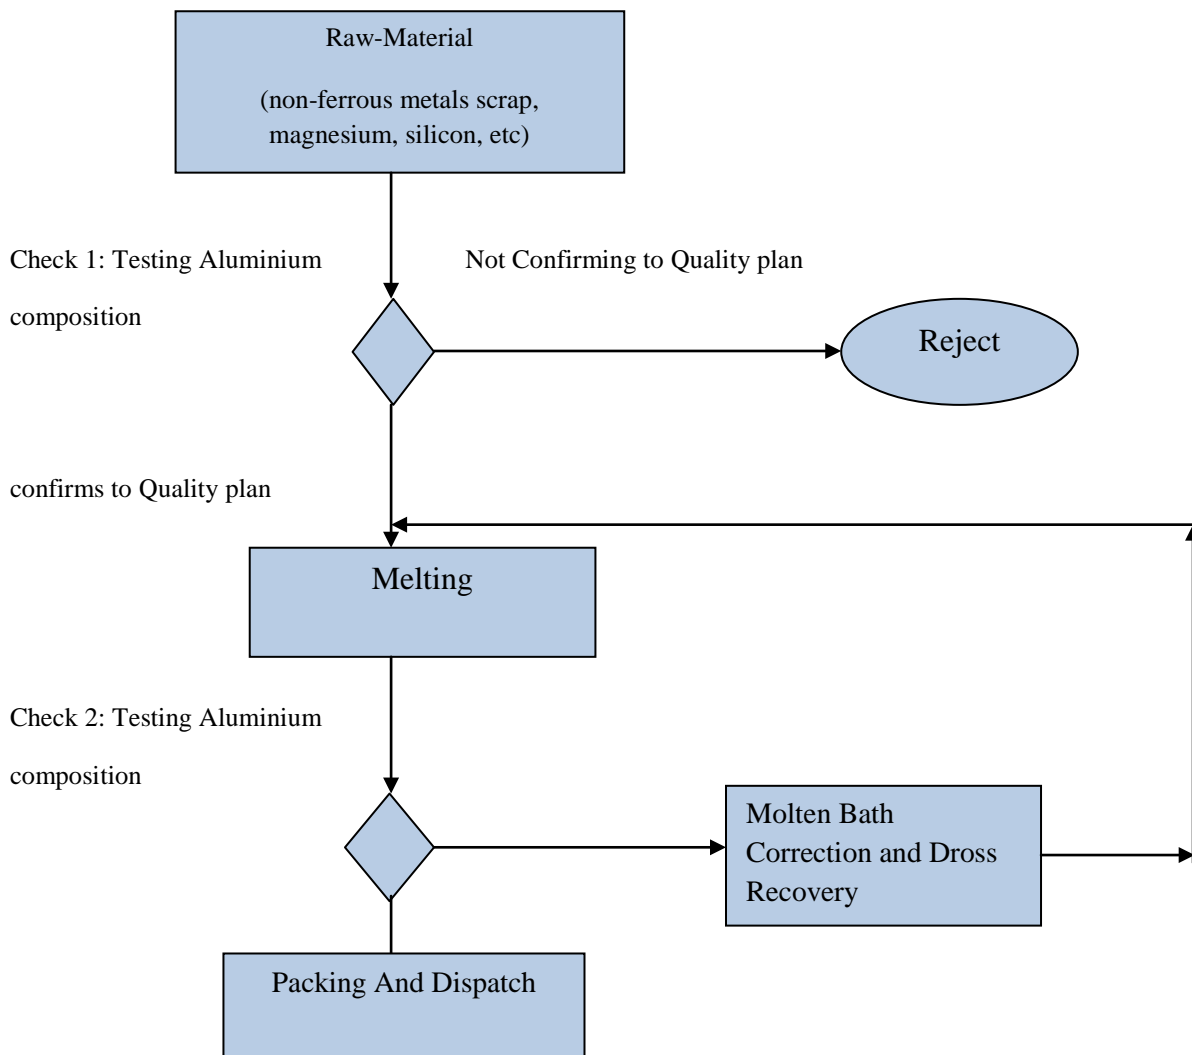 Raw-Material
(non-ferrous metals scrap,
magnesium, silicon, etc)
Check 1: Testing Aluminium
composition
Not Confirming to Quality plan
Reject
confirms to Quality plan
Melting
Check 2: Testing Aluminium
composition
Molten Bath
Correction and Dross
Recovery
Packing And Dispatch